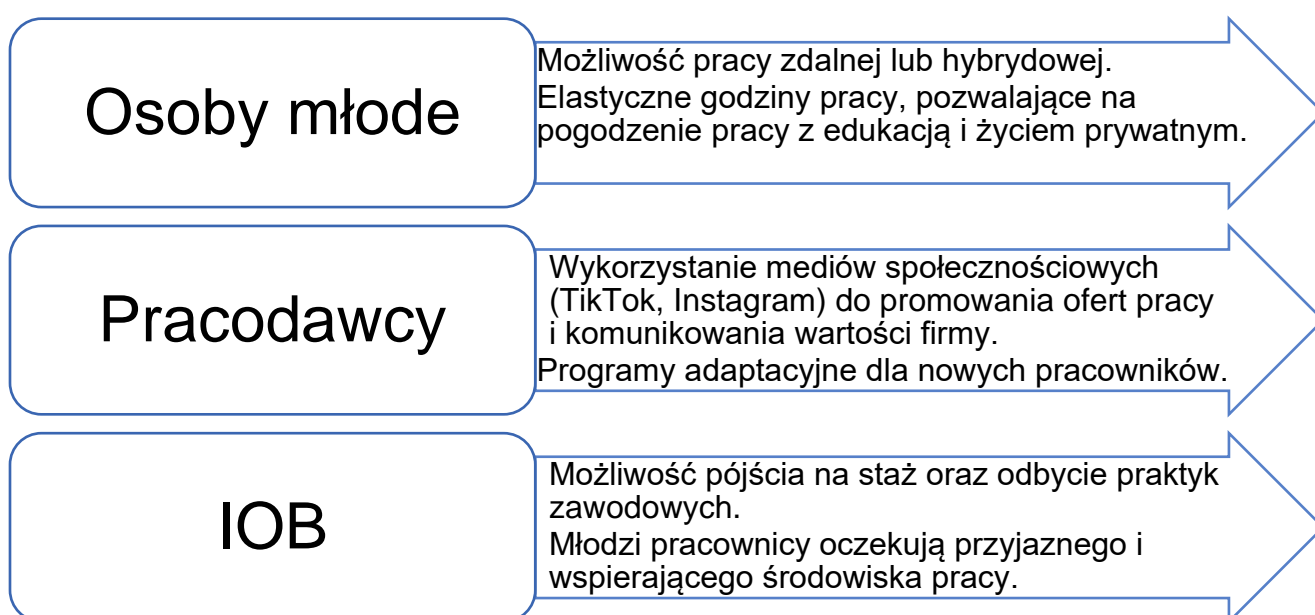 Osoby młode
Możliwość pracy zdalnej lub hybrydowej.
Elastyczne godziny pracy, pozwalające na
pogodzenie pracy z edukacją i życiem prywatnym.
Pracodawcy
Wykorzystanie mediów społecznościowych
(TikTok, Instagram) do promowania ofert pracy
i komunikowania wartości firmy.
Programy adaptacyjne dla nowych pracowników.
IOB
Możliwość pójścia na staż oraz odbycie praktyk
zawodowych.
Młodzi pracownicy oczekują przyjaznego i
wspierającego środowiska pracy.